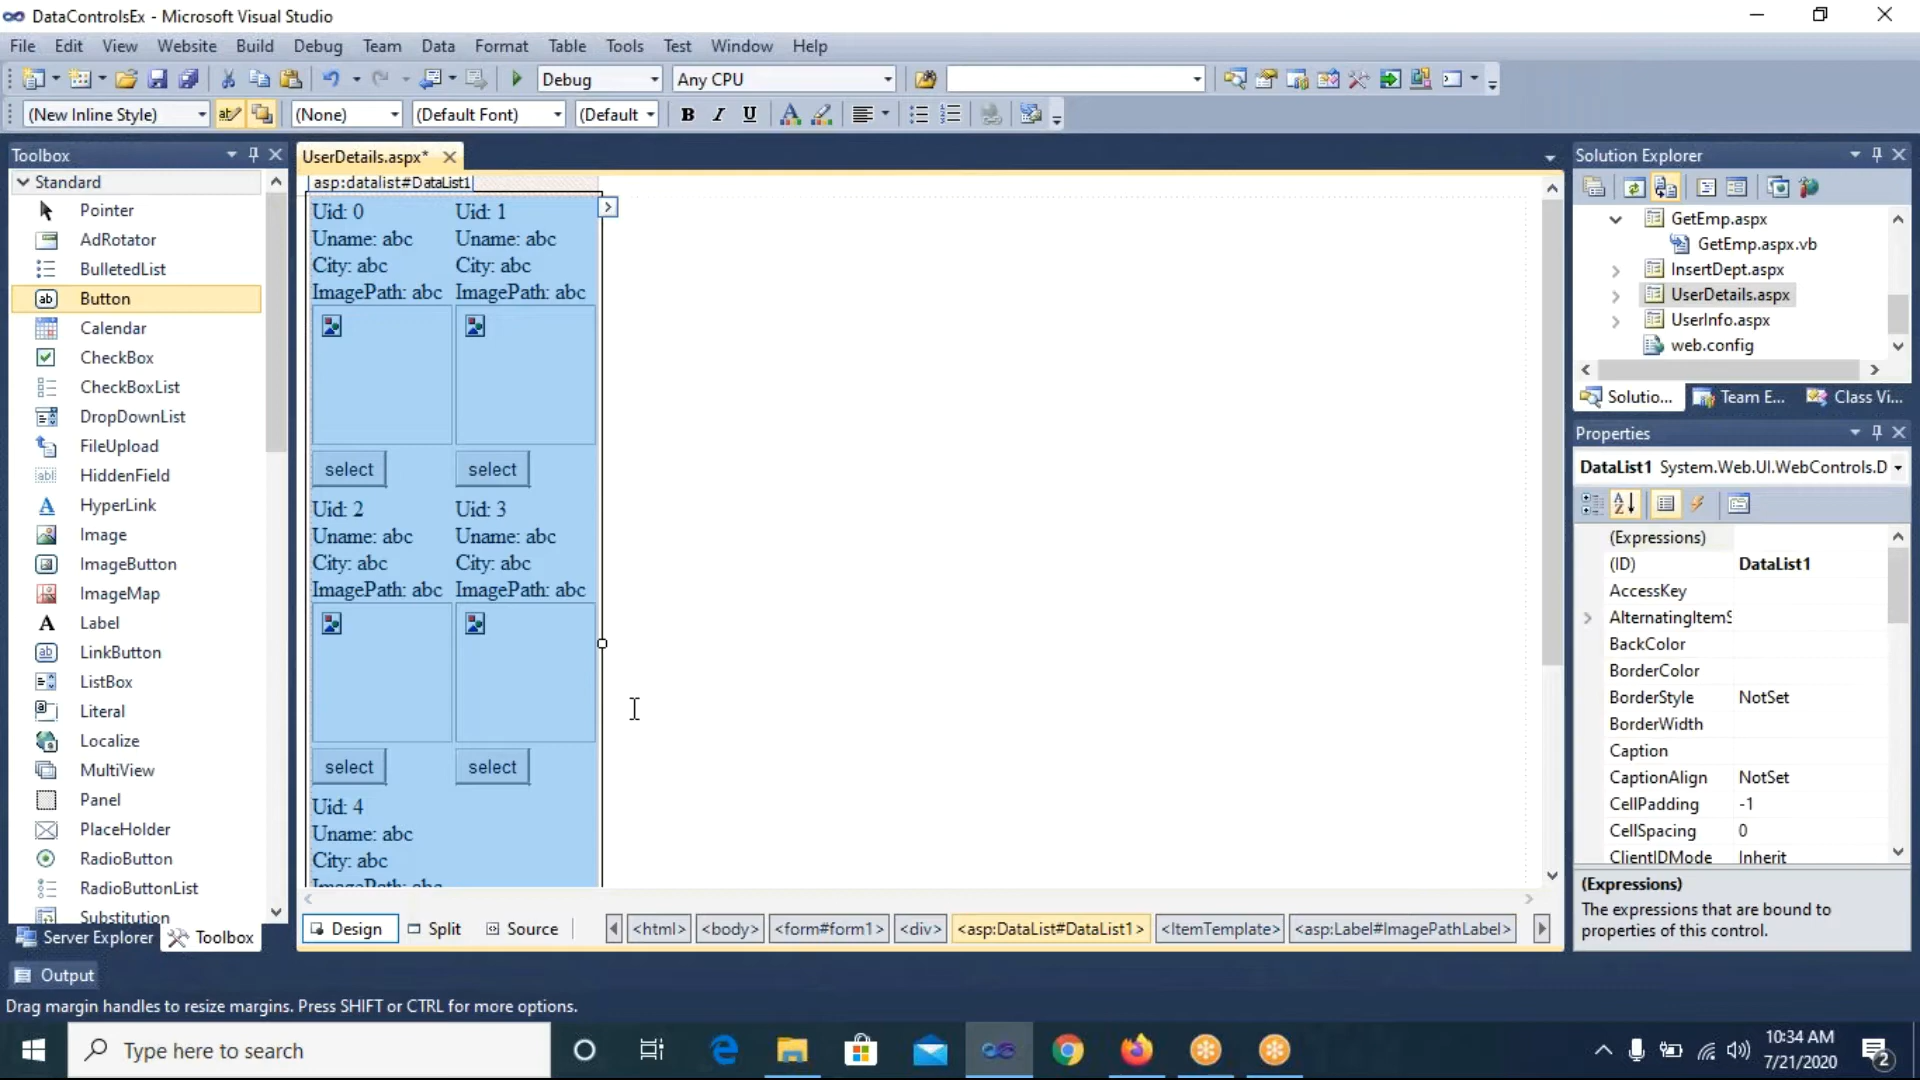 DataControlsEx - Microsoft Visual Studio
File Edit View Website Build Debug Team Data Format Table Tools Test Window Help
Debug Any CPU
(New Inline Style) (None) (Default Font) (Default B I U
Toolbox
Standard
Pointer
AdRotator
BulletedList
Button
Calendar
CheckBox
CheckBoxList
DropDownList
FileUpload
HiddenField
HyperLink
Image
ImageButton
ImageMap
Label
LinkButton
ListBox
Literal
Localize
MultiView
Panel
PlaceHolder
RadioButton
RadioButtonList
Substitution
Server Explorer Toolbox
UserDetails.aspx*
asp:datalist#DataList1
Uid: 0 Uid: 1
Uname: abc Uname: abc
City: abc City: abc
ImagePath: abc ImagePath: abc
select select
Uid: 2 Uid: 3
Uname: abc Uname: abc
City: abc City: abc
ImagePath: abc ImagePath: abc
select select
Uid: 4
Uname: abc
City: abc
ImagePath: abc
Design Split Source <html> <body> <form#form1> <div> <asp:DataList#DataList1> <ItemTemplate> <asp:Label#ImagePathLabel>
Solution Explorer
GetEmp.aspx
GetEmp.aspx.vb
InsertDept.aspx
UserDetails.aspx
UserInfo.aspx
web.config
Solutio... Team E... Class Vi...
Properties
DataList1 System.Web.UI.WebControls.D
(Expressions)
(ID) DataList1
AccessKey
AlternatingItemS
BackColor
BorderColor
BorderStyle NotSet
BorderWidth
Caption
CaptionAlign NotSet
CellPadding -1
CellSpacing 0
ClientIDMode Inherit
(Expressions)
The expressions that are bound to
properties of this control.
Output
Drag margin handles to resize margins. Press SHIFT or CTRL for more options.
Type here to search
10:34 AM
7/21/2020
2